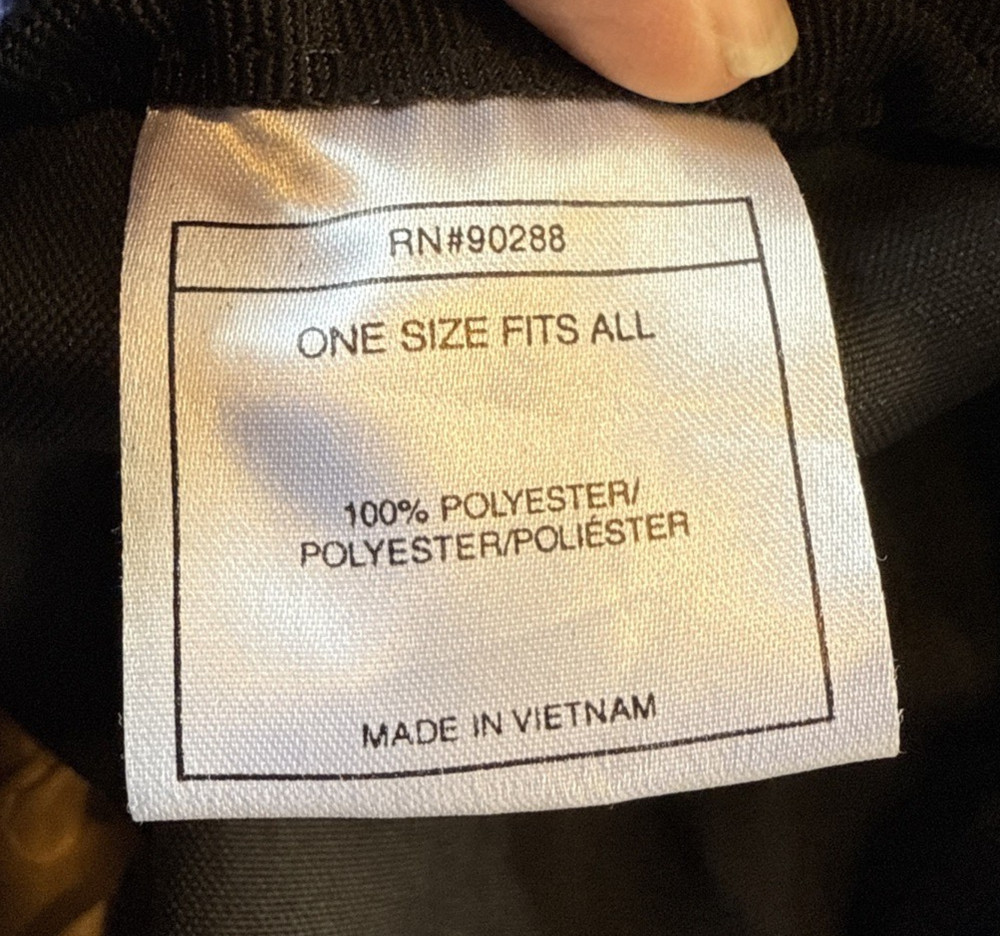 RN#90288
ONE SIZE FITS ALL
100% POLYESTER/
POLYESTER/POLIÉSTER
MADE IN VIETNAM